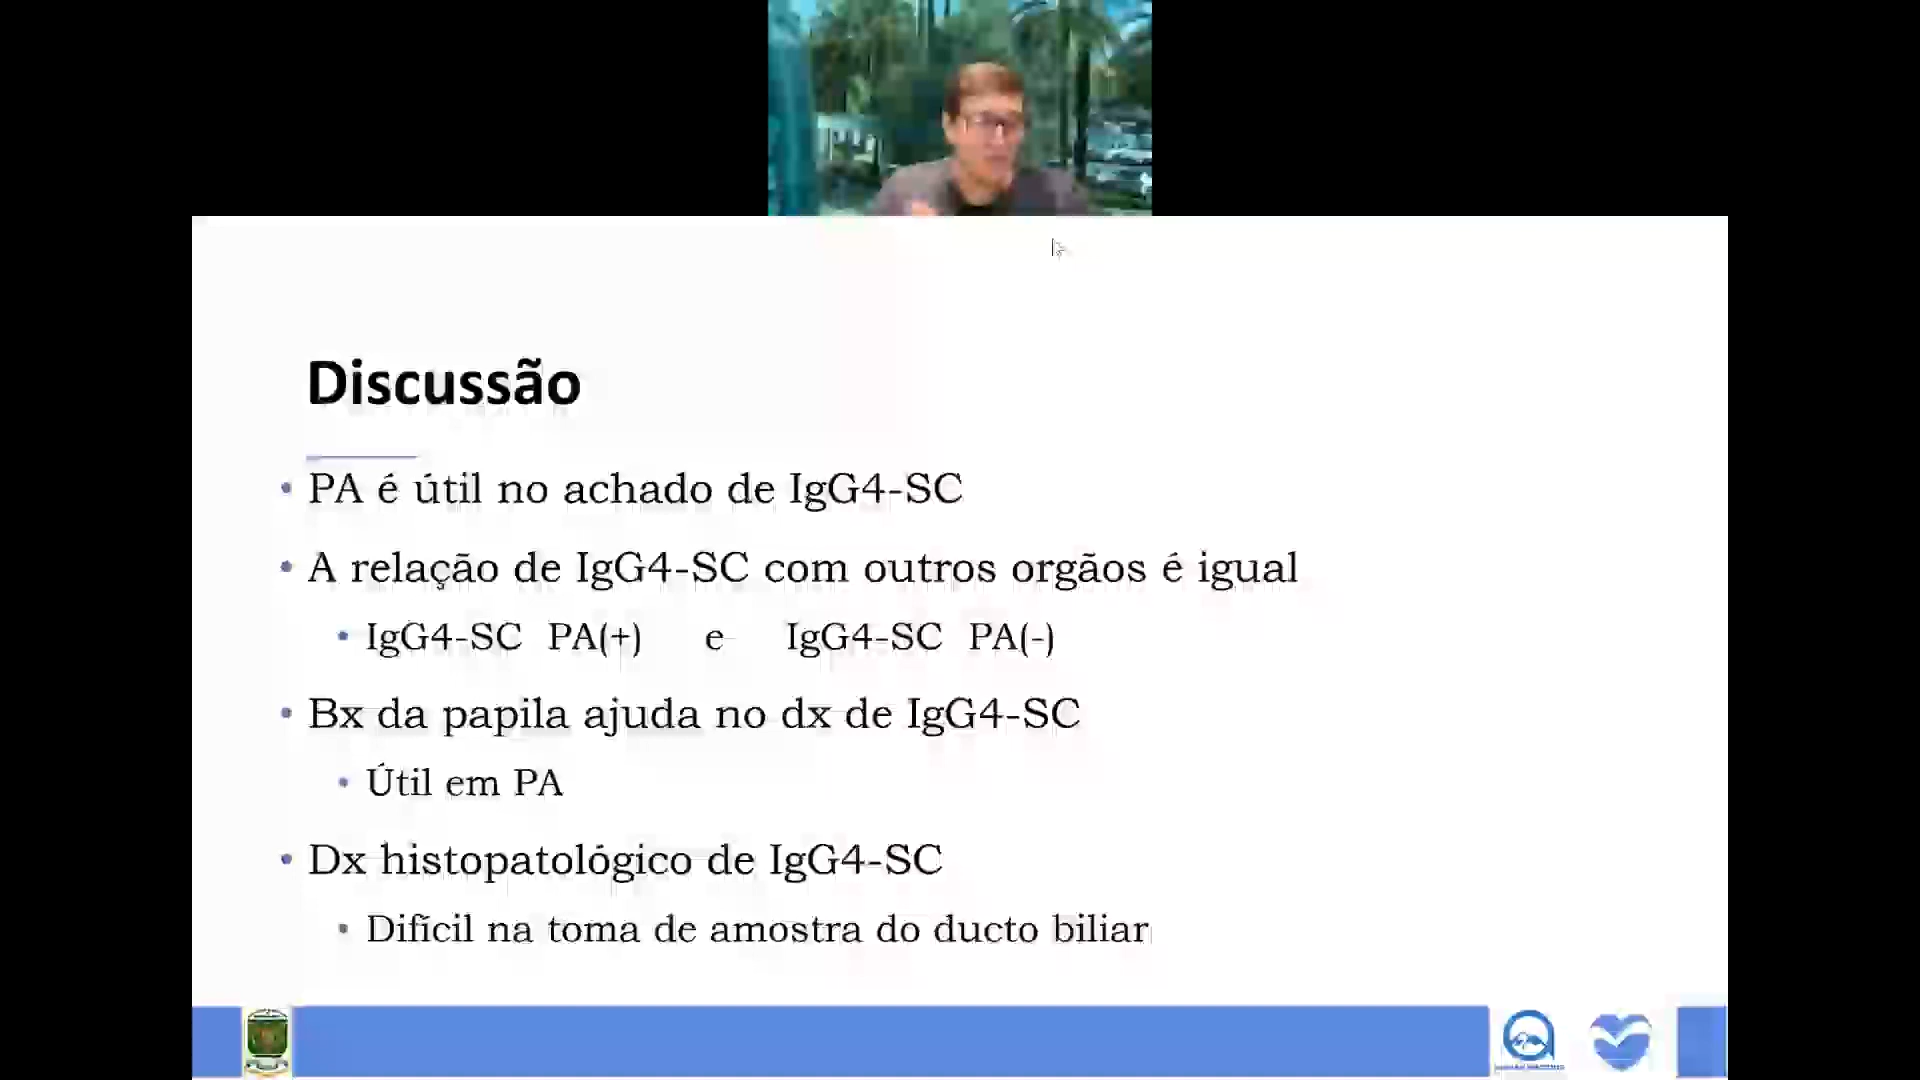 Discussão
• PA é útil no achado de IgG4-SC
• A relação de IgG4-SC com outros orgãos é igual
• IgG4-SC PA(+) e IgG4-SC PA(-)
• Bx da papila ajuda no dx de IgG4-SC
• Útil em PA
• Dx histopatológico de IgG4-SC
• Difícil na toma de amostra do ducto biliar